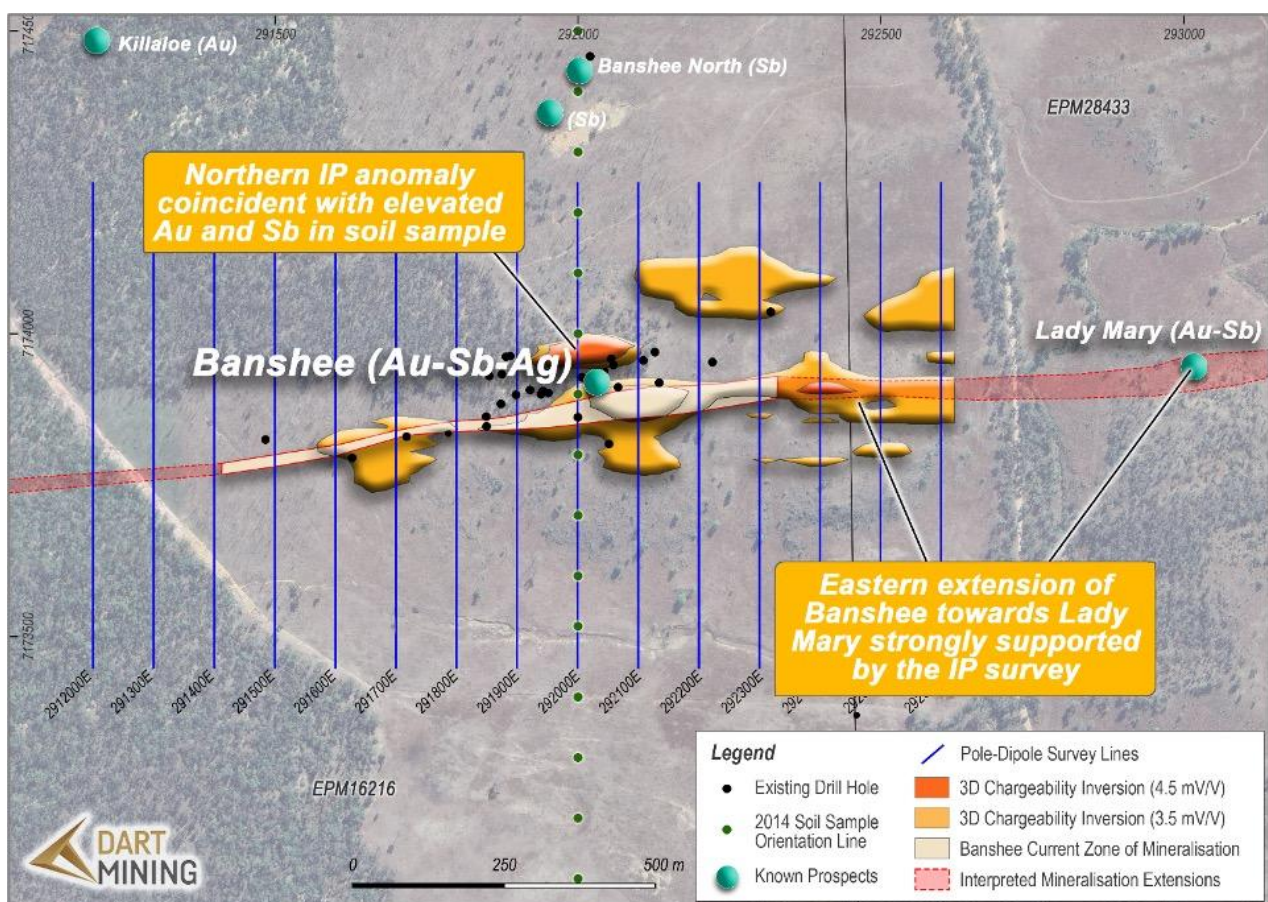 7174500
291500
292000
292500
293000
Killaloe (Au)
Banshee North (Sb)
(Sb)
EPM28433
Northern IP anomaly
coincident with elevated
Au and Sb in soil sample
7174000
Banshee (Au-Sb-Ag)
Lady Mary (Au-Sb)
Eastern extension of
Banshee towards Lady
Mary strongly supported
by the IP survey
7173500
291200E
291300E
291400E
291500E
291600E
291700E
291800E
291900E
292000E
292100E
292200E
292300E
EPM16216
Legend
Existing Drill Hole
2014 Soil Sample
Orientation Line
Known Prospects
Pole-Dipole Survey Lines
3D Chargeability Inversion (4.5 mV/V)
3D Chargeability Inversion (3.5 mV/V)
Banshee Current Zone of Mineralisation
Interpreted Mineralisation Extensions
DART
MINING
0 250 500 m